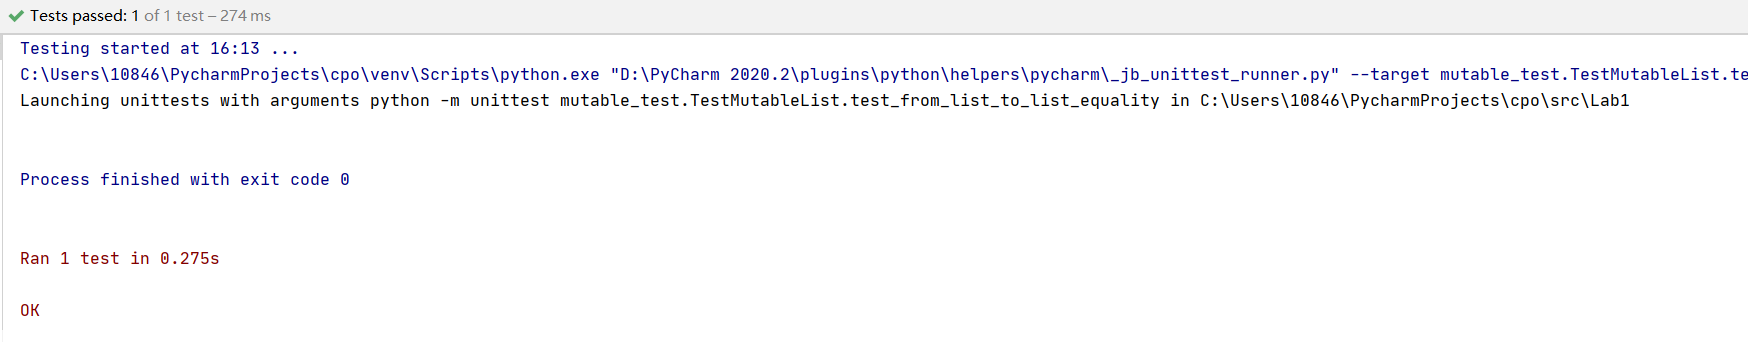 Tests passed: 1 of 1 test – 274 ms
Testing started at 16:13 ...
C:\Users\10846\PycharmProjects\cpo\venv\Scripts\python.exe "D:\PyCharm 2020.2\plugins\python\helpers\pycharm\_jb_unittest_runner.py" --target mutable_test.TestMutableList.te
Launching unittests with arguments python -m unittest mutable_test.TestMutableList.test_from_list_to_list_equality in C:\Users\10846\PycharmProjects\cpo\src\Lab1
Process finished with exit code 0
Ran 1 test in 0.275s
OK